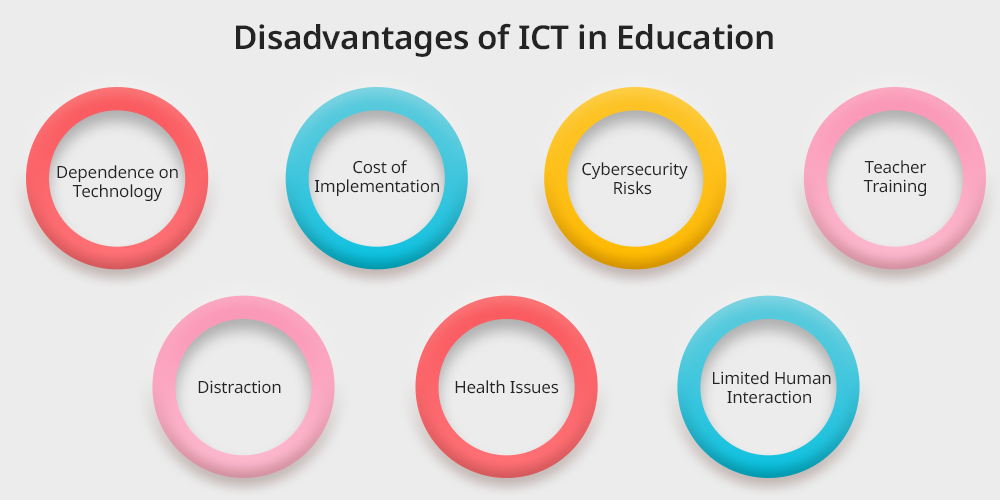 Disadvantages of ICT in Education
Dependence on
Technology
Cost of
Implementation
Cybersecurity
Risks
Teacher
Training
Distraction
Health Issues
Limited Human
Interaction